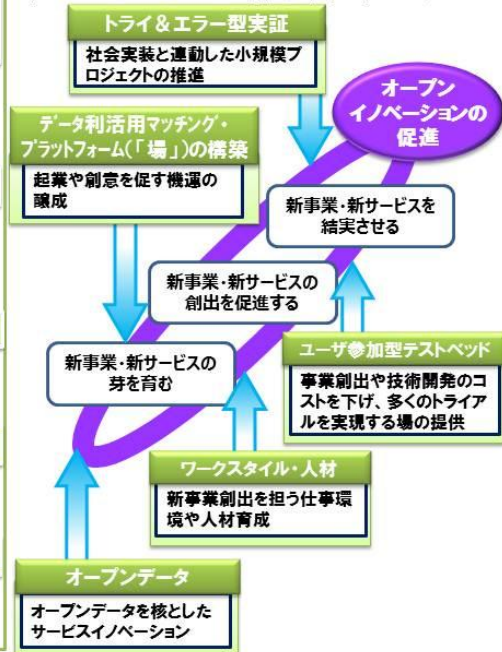 トライ＆エラー型実証
社会実装と連動した小規模プ
ロジェクトの推進
オープン
イノベーションの
促進
データ利活用マッチング・
プラットフォーム(「場」)の構築
起業や創意を促す機運の
醸成
新事業・新サービスを
結実させる
新事業・新サービスの
創出を促進する
ユーザ参加型テストベッド
事業創出や技術開発のコ
ストを下げ、多くのトライア
ルを実現する場の提供
新事業・新サービスの
芽を育む
ワークスタイル・人材
新事業創出を担う仕事環
境や人材育成
オープンデータ
オープンデータを核とした
サービスイノベーション